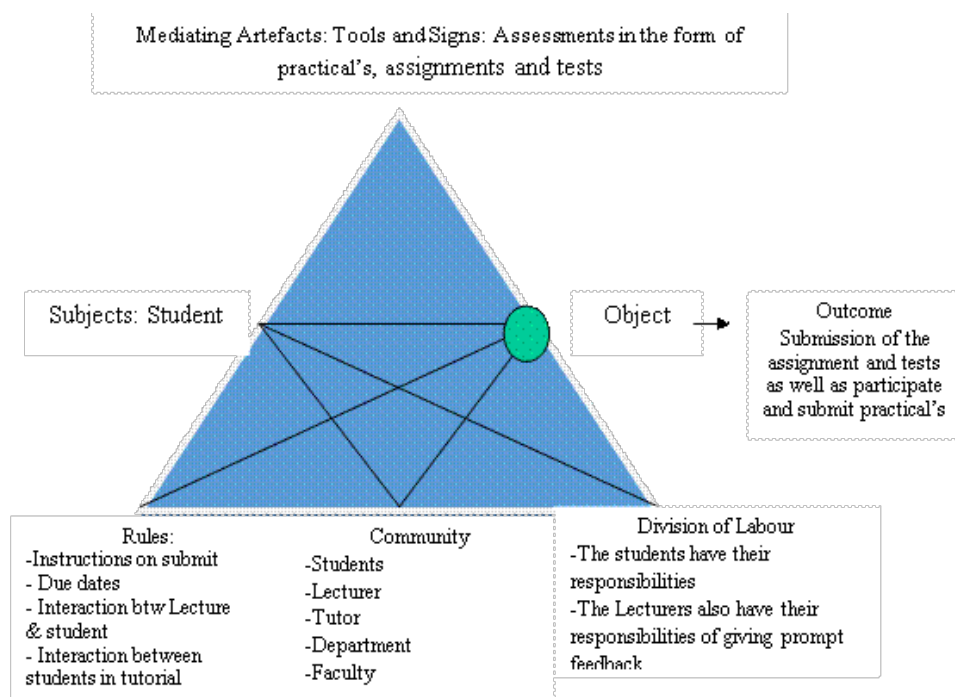 Mediating Artefacts: Tools and Signs: Assessments in the form of
practical's, assignments and tests
Subjects: Student
Object
Outcome
Submission of the
assignment and tests
as well as participate
and submit practical's
Rules:
-Instructions on submit
- Due dates
- Interaction btw Lecture
& student
- Interaction between
students in tutorial
Community
-Students
-Lecturer
-Tutor
-Department
-Faculty
Division of Labour
-The students have their
responsibilities
-The Lecturers also have their
responsibilities of giving prompt
feedback